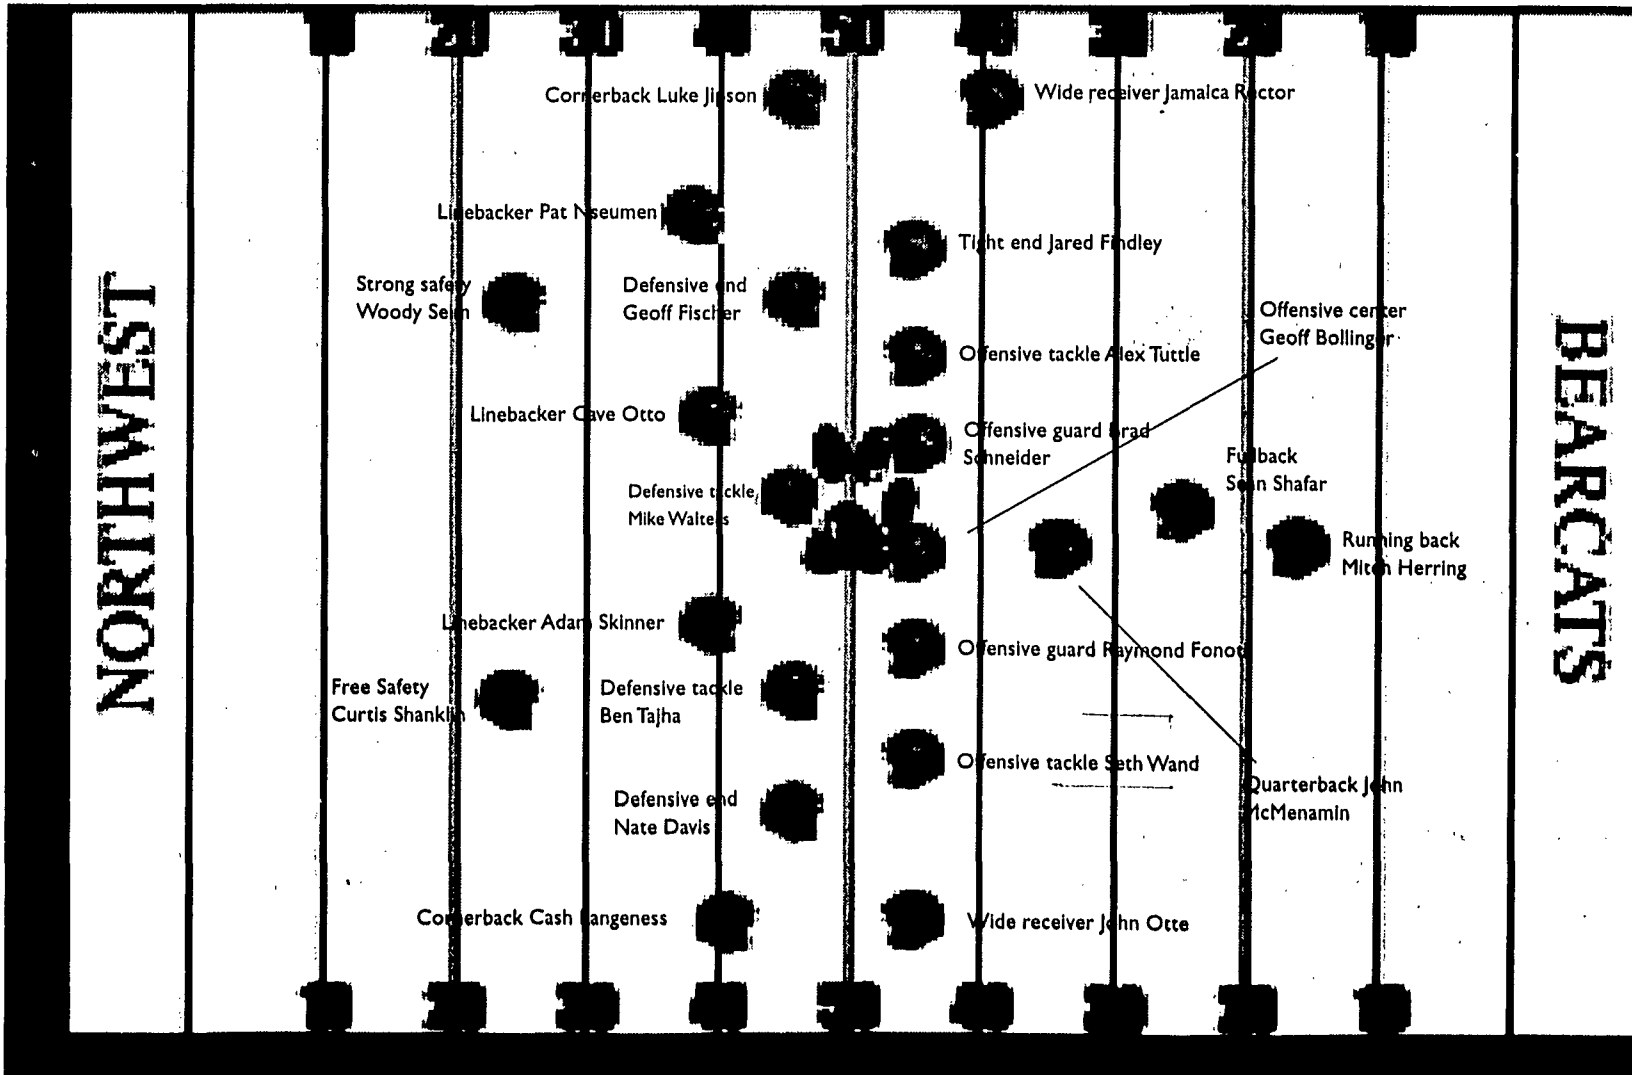 20
30
50
Cornerback Luke Jipson
Wide receiver Jamaica Rector
Linebacker Pat Nseumen
Tight end Jared Findley
Strong safety
Woody Sein
Defensive end
Geoff Fischer
Offensive center
Geoff Bollinger
Offensive tackle Alex Tuttle
Linebacker Cave Otto
Offensive guard Brad
Schneider
Fullback
Sean Shafar
Defensive tackle
Mike Walters
Running back
Mitch Herring
Linebacker Adam Skinner
Offensive guard Raymond Fonoti
Free Safety
Curtis Shanklin
Defensive tackle
Ben Tajha
Offensive tackle Seth Wand
Defensive end
Nate Davis
Quarterback John
McMenamin
Cornerback Cash Langeness
Wide receiver John Otte
NORTHWEST
BEARCATS